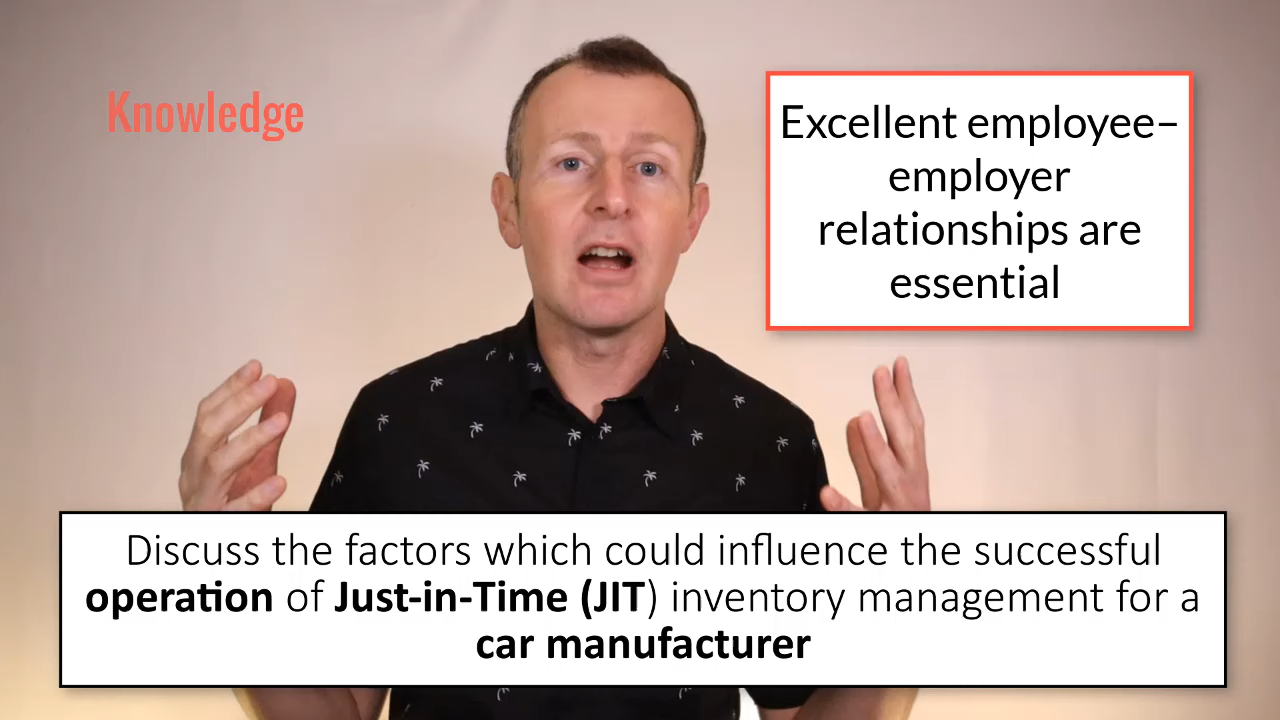 Knowledge
Excellent employee–
employer
relationships are
essential
Discuss the factors which could influence the successful
operation of Just-in-Time (JIT) inventory management for a
car manufacturer